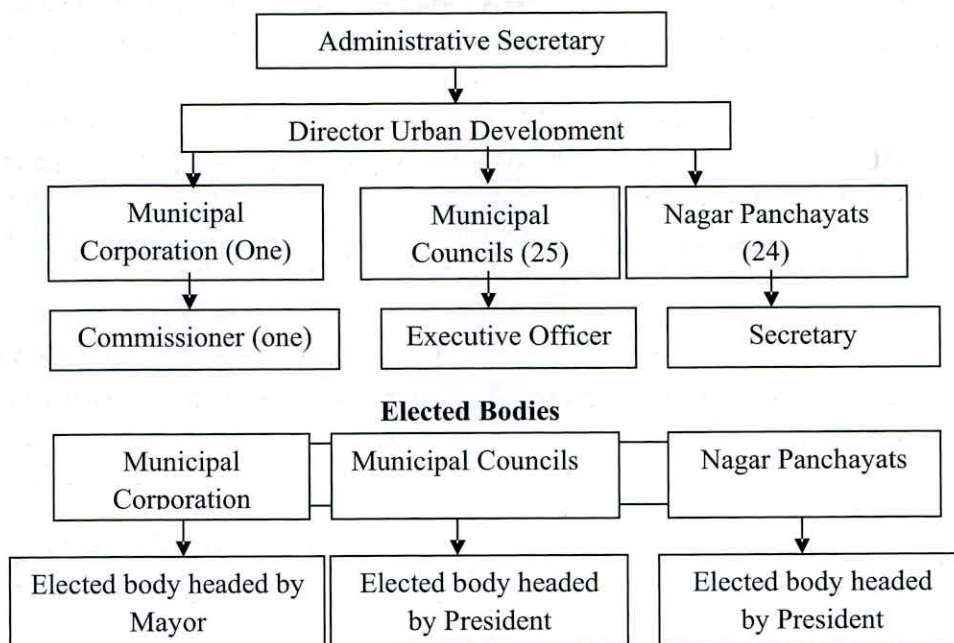 Administrative Secretary
Director Urban Development
Municipal
Corporation (One)
Municipal
Councils (25)
Nagar Panchayats
(24)
Commissioner (one)
Executive Officer
Secretary
Elected Bodies
Municipal
Corporation
Municipal Councils
Nagar Panchayats
Elected body headed by
Mayor
Elected body headed
by President
Elected body headed
by President